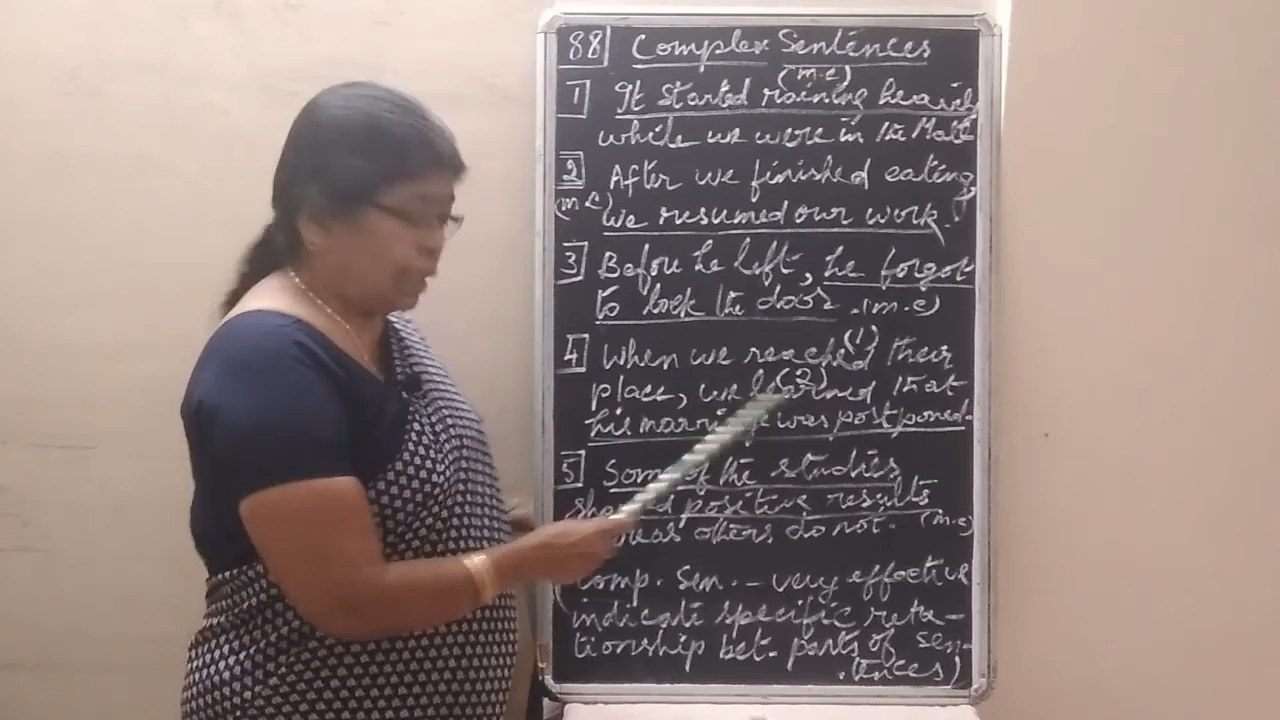 88 Complex Sentences
(m.c)
1 It started raining heavily
while we were in the Mall
2 After we finished eating,
(m c) we resumed our work.
3 Before he left, he forgot
to lock the door. (m.c)
4 When we reached (1) their
place, we learned (2) that
his marriage was postponed.
5 Some of the studies
positive results
others do not. (m.c)
Comp. Sen. - very effective
indicate specific rela-
tionship bet. parts of sen-
tences)